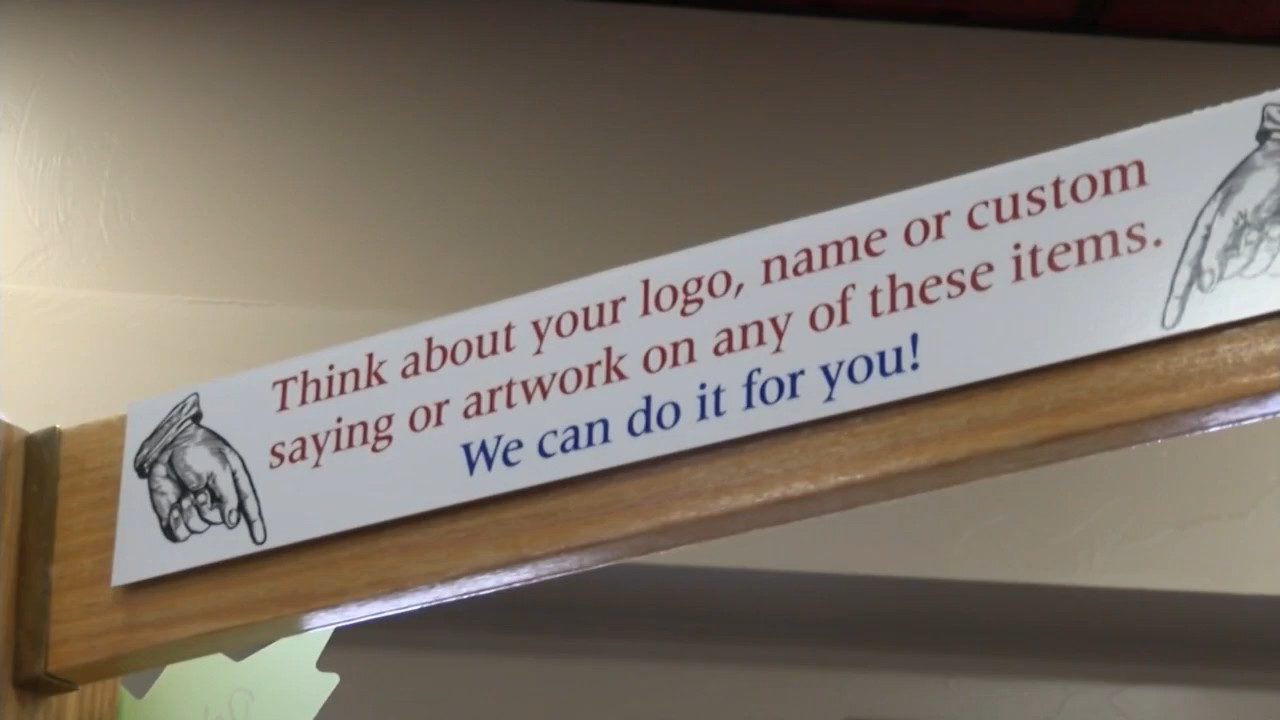 Think about your logo, name or custom
saying or artwork on any of these items.
We can do it for you!